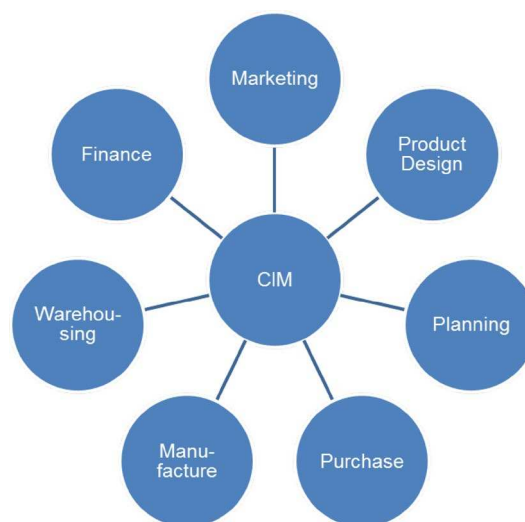 Marketing
Product
Design
Finance
CIM
Planning
Warehou-
sing
Manu-
facture
Purchase